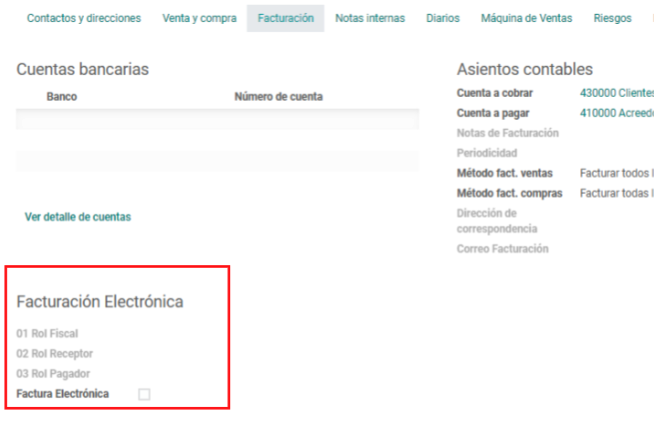 Contactos y direcciones Venta y compra Facturación Notas internas Diarios Máquina de Ventas Riesgos
Cuentas bancarias
Banco Número de cuenta
Ver detalle de cuentas
Asientos contables
Cuenta a cobrar 430000 Clientes
Cuenta a pagar 410000
Notas de Facturación
Periodicidad
Método fact. ventas Facturar todos
Método fact. compras Facturar todas
Dirección de
correspondencia
Correo Facturación
Facturación Electrónica
01 Rol Fiscal
02 Rol Receptor
03 Rol Pagador
Factura Electrónica